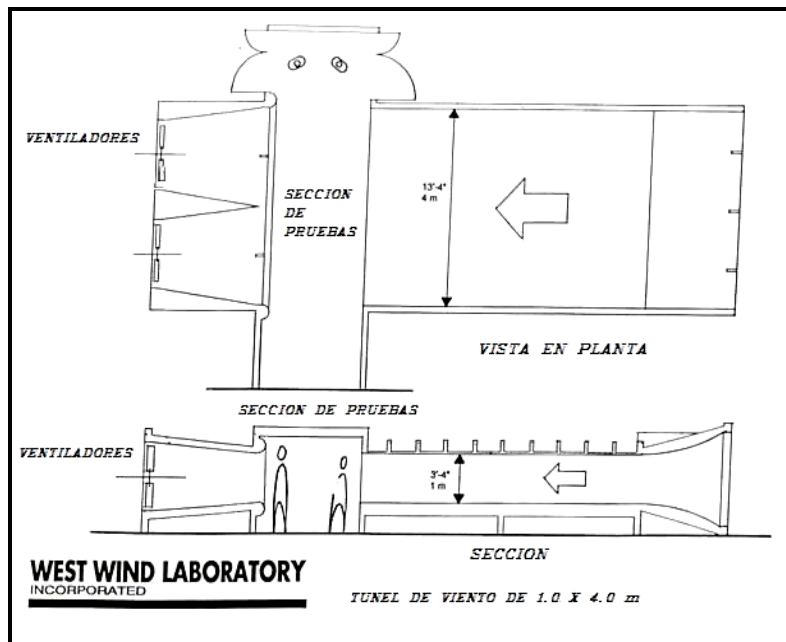 VENTILADORES
SECCION
DE
PRUEBAS
13'-4"
4 m
VISTA EN PLANTA
SECCION DE PRUEBAS
VENTILADORES
3'-4"
1 m
SECCION
WEST WIND LABORATORY
INCORPORATED
TUNEL DE VIENTO DE 1.0 X 4.0 m